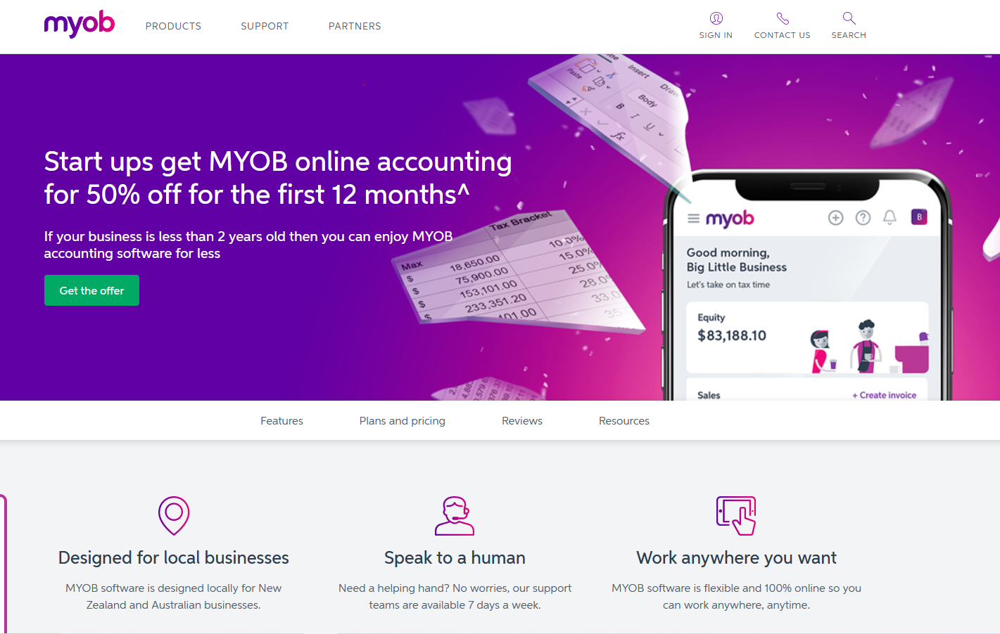 myob
PRODUCTS
SUPPORT
PARTNERS
SIGN IN
CONTACT US
SEARCH
Start ups get MYOB online accounting
for 50% off for the first 12 months^
If your business is less than 2 years old then you can enjoy MYOB
accounting software for less
Get the offer
Insert
Draw
Paste
Body
B I U
fx
Tax Bracket
Max
$ 18,650.00 10.0%
$ 75,900.00 15.0%
$ 153,101.00 25.0%
$ 233,351.20 28.0
33.0
35
myob
B
Good morning,
Big Little Business
Let's take on tax time
Equity
$83,188.10
Sales
+ Create invoice
Features
Plans and pricing
Reviews
Resources
Designed for local businesses
MYOB software is designed locally for New
Zealand and Australian businesses.
Speak to a human
Need a helping hand? No worries, our support
teams are available 7 days a week.
Work anywhere you want
MYOB software is flexible and 100% online so you
can work anywhere, anytime.